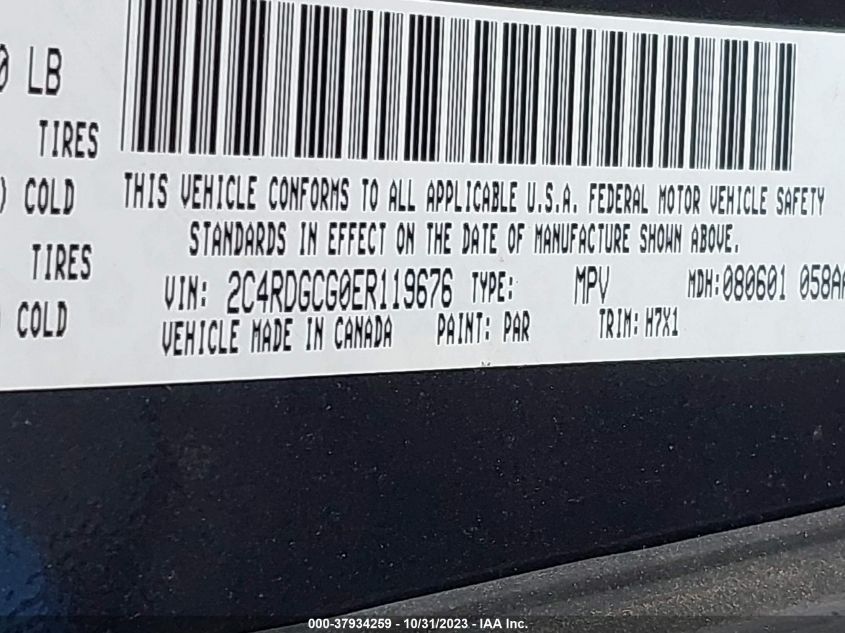 0 LB
TIRES
) COLD
THIS VEHICLE CONFORMS TO ALL APPLICABLE U.S.A. FEDERAL MOTOR VEHICLE SAFETY
STANDARDS IN EFFECT ON THE DATE OF MANUFACTURE SHOWN ABOVE.
TIRES
VIN: 2C4RDGCG0ER119676 TYPE: MPV MDH:080601 058AA
COLD
VEHICLE MADE IN CANADA PAINT: PAR TRIM: H7X1
000-37934259 - 10/31/2023 - IAA Inc.